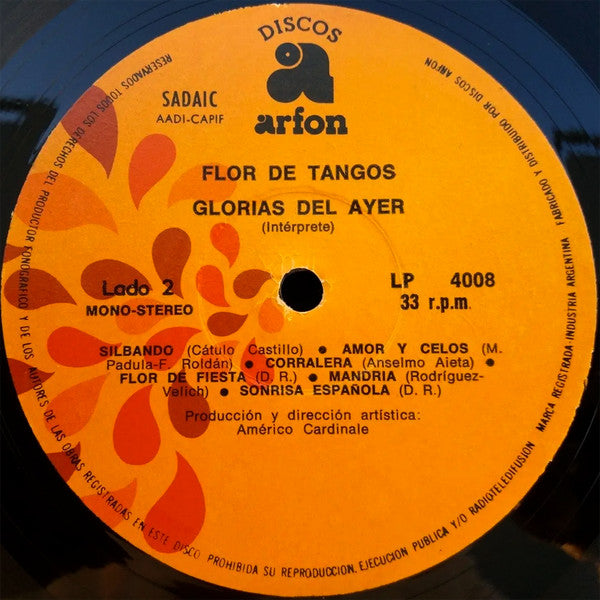 DISCOS
a
arfon
SADAIC
AADI-CAPIF
FLOR DE TANGOS
GLORIAS DEL AYER
(Intérprete)
Lado 2
MONO-STEREO
LP 4008
33 r.p.m.
SILBANDO (Cátulo Castillo) • AMOR Y CELOS (M.
Padula-F. Roldán) • CORRALERA (Anselmo Aieta) •
FLOR DE FIESTA (D. R.) • MANDRIA (Rodríguez-
Velich) • SONRISA ESPAÑOLA (D. R.)
Producción y dirección artística:
Américo Cardinale
RESERVADOS TODOS LOS DERECHOS DEL PRODUCTOR FONOGRAFICO Y DE LOS AUTORES DE LAS OBRAS REGISTRADAS EN ESTE DISCO. PROHIBIDA SU REPRODUCCION, EJECUCION PUBLICA Y/O RADIOTELEDIFUSION
MARCA REGISTRADA INDUSTRIA ARGENTINA FABRICADO Y DISTRIBUIDO POR DISCOS ARFON